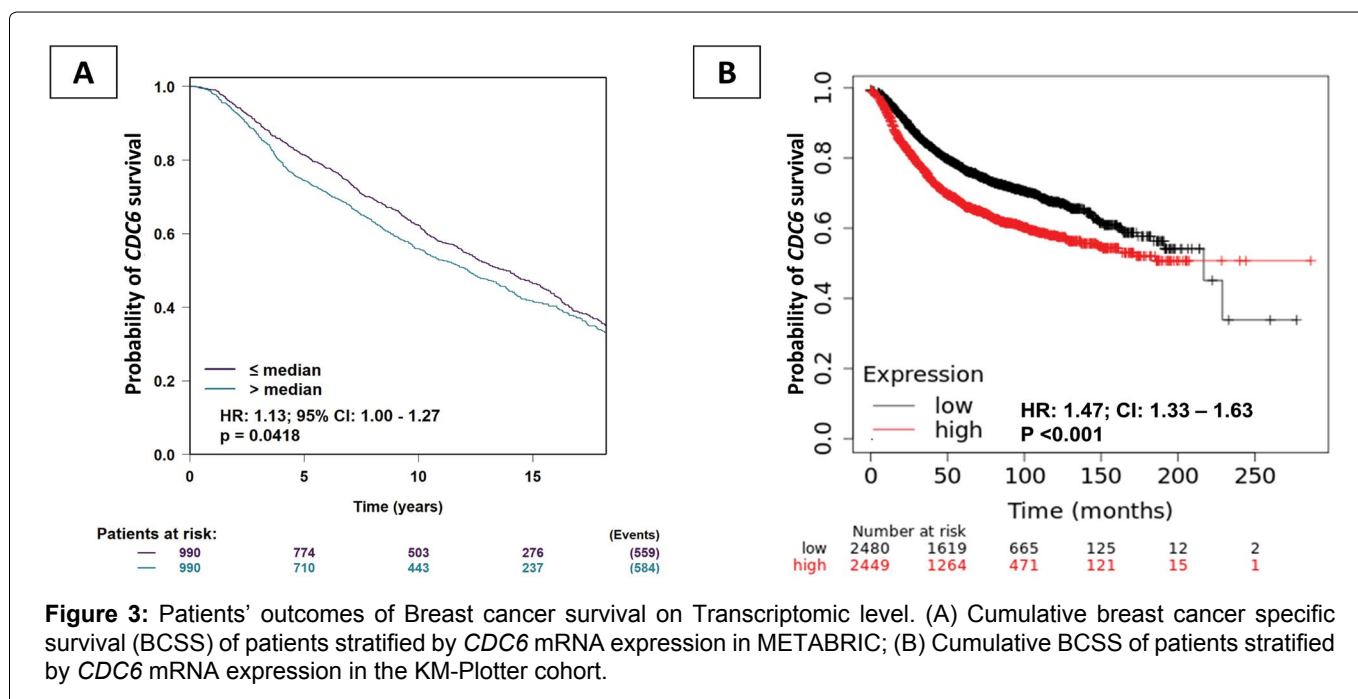 A
Probability of CDC6 survival
1.0
0.8
0.6
0.4
0.2
0.0
≤ median
> median
HR: 1.13; 95% CI: 1.00 - 1.27
p = 0.0418
0 5 10 15
Time (years)
Patients at risk: (Events)
990 774 503 276 (559)
990 710 443 237 (584)
B
Probability of CDC6 survival
1.0
0.8
0.6
0.4
0.2
0.0
Expression
low
high
HR: 1.47; CI: 1.33 – 1.63
P <0.001
0 50 100 150 200 250
Time (months)
Number at risk
low 2480 1619 665 125 12 2
high 2449 1264 471 121 15 1
Figure 3: Patients' outcomes of Breast cancer survival on Transcriptomic level. (A) Cumulative breast cancer specific
survival (BCSS) of patients stratified by CDC6 mRNA expression in METABRIC; (B) Cumulative BCSS of patients stratified
by CDC6 mRNA expression in the KM-Plotter cohort.